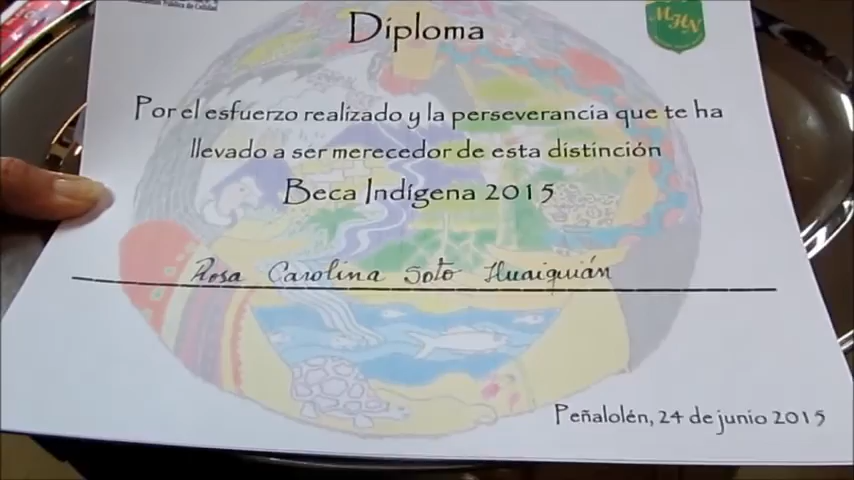 Diploma
MHN
Por el esfuerzo realizado y la perseverancia que te ha
llevado a ser merecedor de esta distinción
Beca Indígena 2015
Rosa Carolina Soto Huaiquián
Peñalolén, 24 de junio 2015